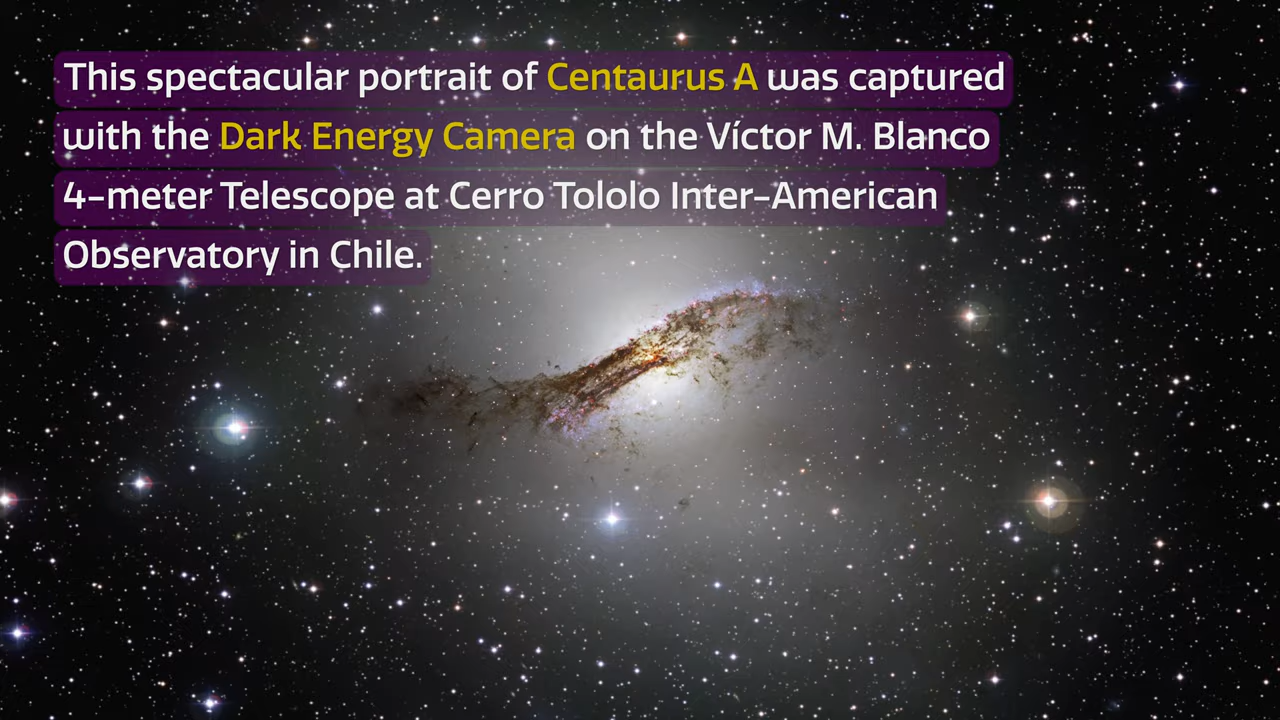 This spectacular portrait of Centaurus A was captured
with the Dark Energy Camera on the Víctor M. Blanco
4-meter Telescope at Cerro Tololo Inter-American
Observatory in Chile.